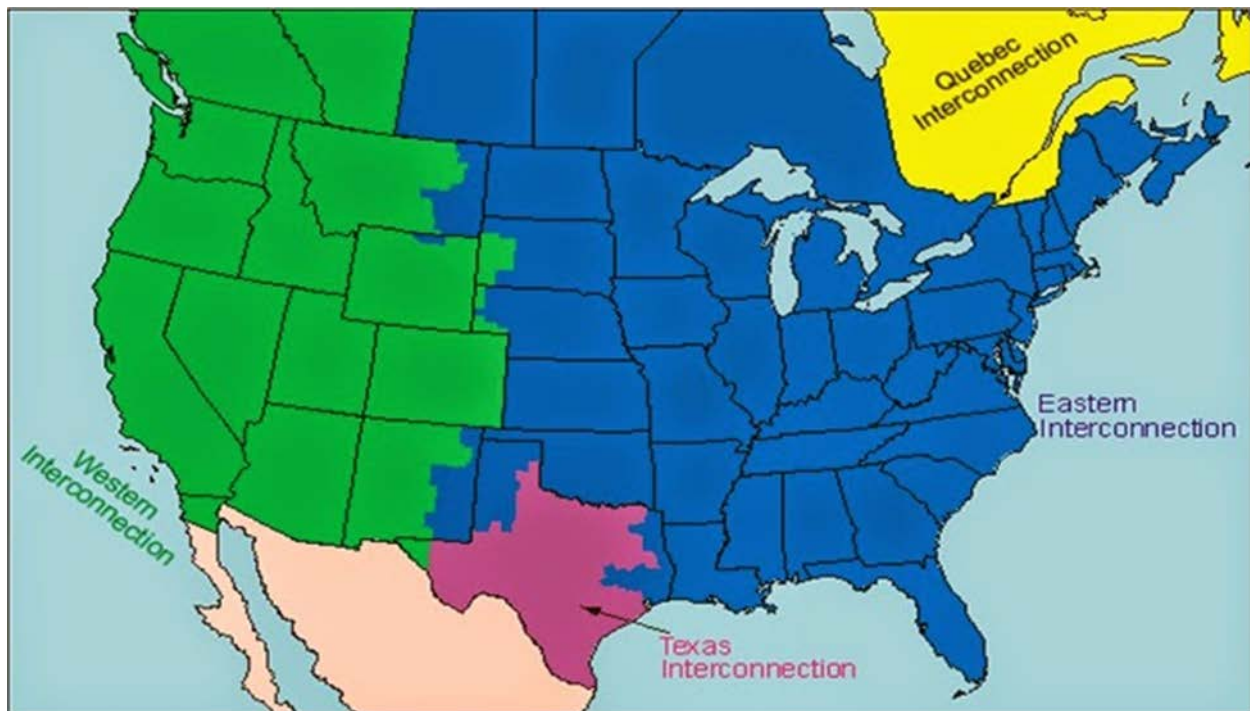 Quebec
Interconnection
Eastern
Interconnection
Western
Interconnection
Texas
Interconnection